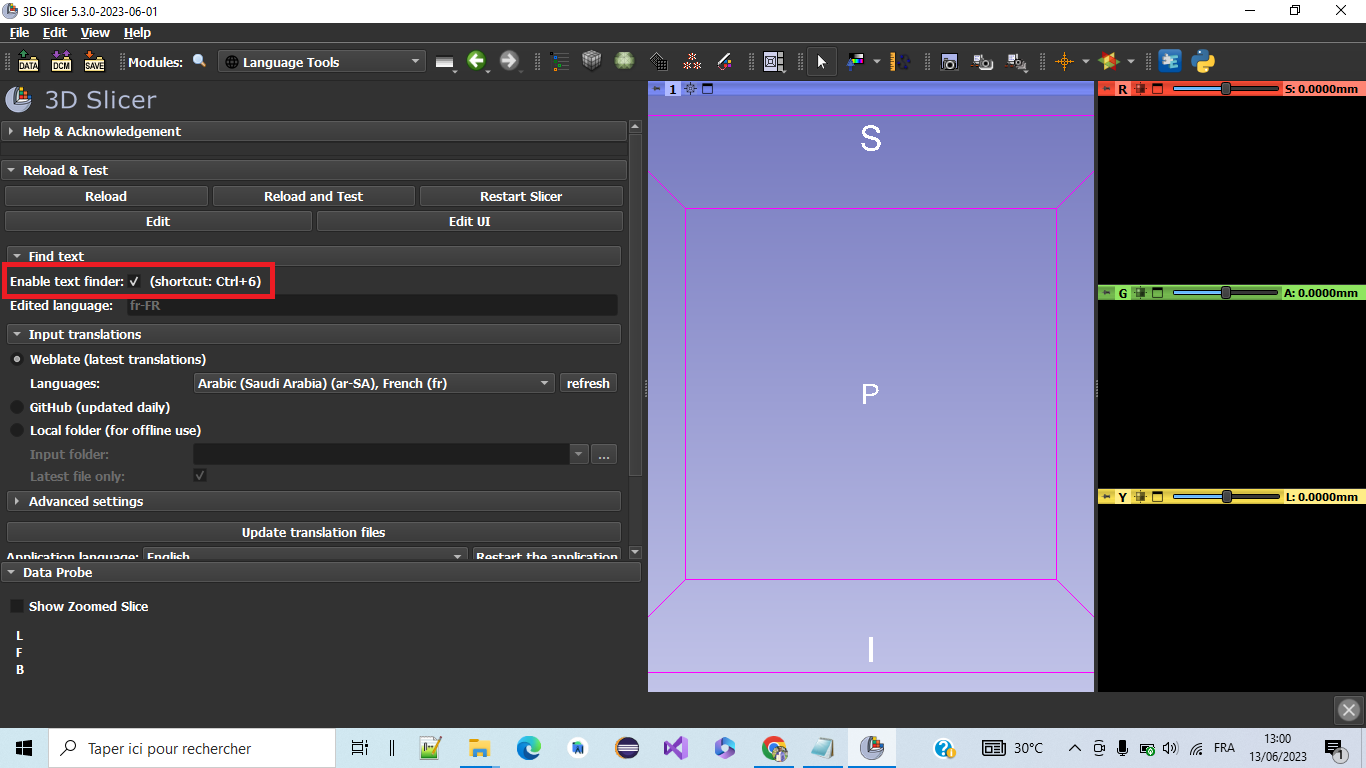 3D Slicer 5.3.0-2023-06-01
File Edit View Help
DATA DCM SAVE Modules: Language Tools
3D Slicer
Help & Acknowledgement
Reload & Test
Reload Reload and Test Restart Slicer
Edit Edit UI
Find text
Enable text finder: (shortcut: Ctrl+6)
Edited language: fr-FR
Input translations
Weblate (latest translations)
Languages: Arabic (Saudi Arabia) (ar-SA), French (fr) refresh
GitHub (updated daily)
Local folder (for offline use)
Input folder: ...
Latest file only:
Advanced settings
Update translation files
Application language: English Restart the application
Data Probe
Show Zoomed Slice
L
F
B
1
S
P
I
R S: 0.0000mm
G A: 0.0000mm
Y L: 0.0000mm
Taper ici pour rechercher
30°C
FRA
13:00
13/06/2023
1